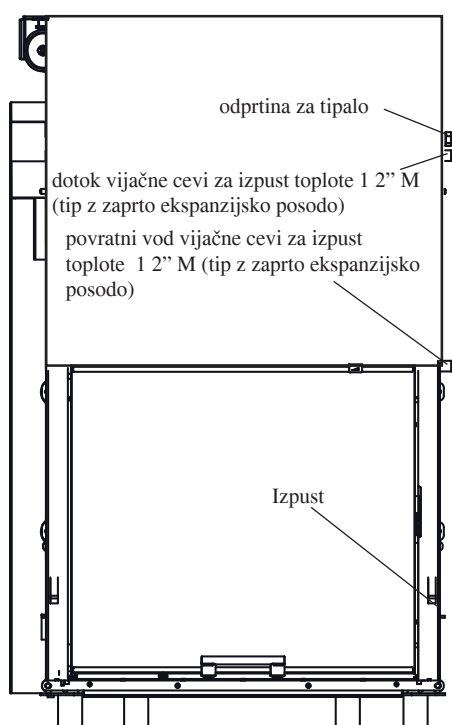 odprtina za tipalo
dotok vijačne cevi za izpust toplote 1 2” M
(tip z zaprto ekspanzijsko posodo)
povratni vod vijačne cevi za izpust
toplote 1 2” M (tip z zaprto ekspanzijsko
posodo)
Izpust